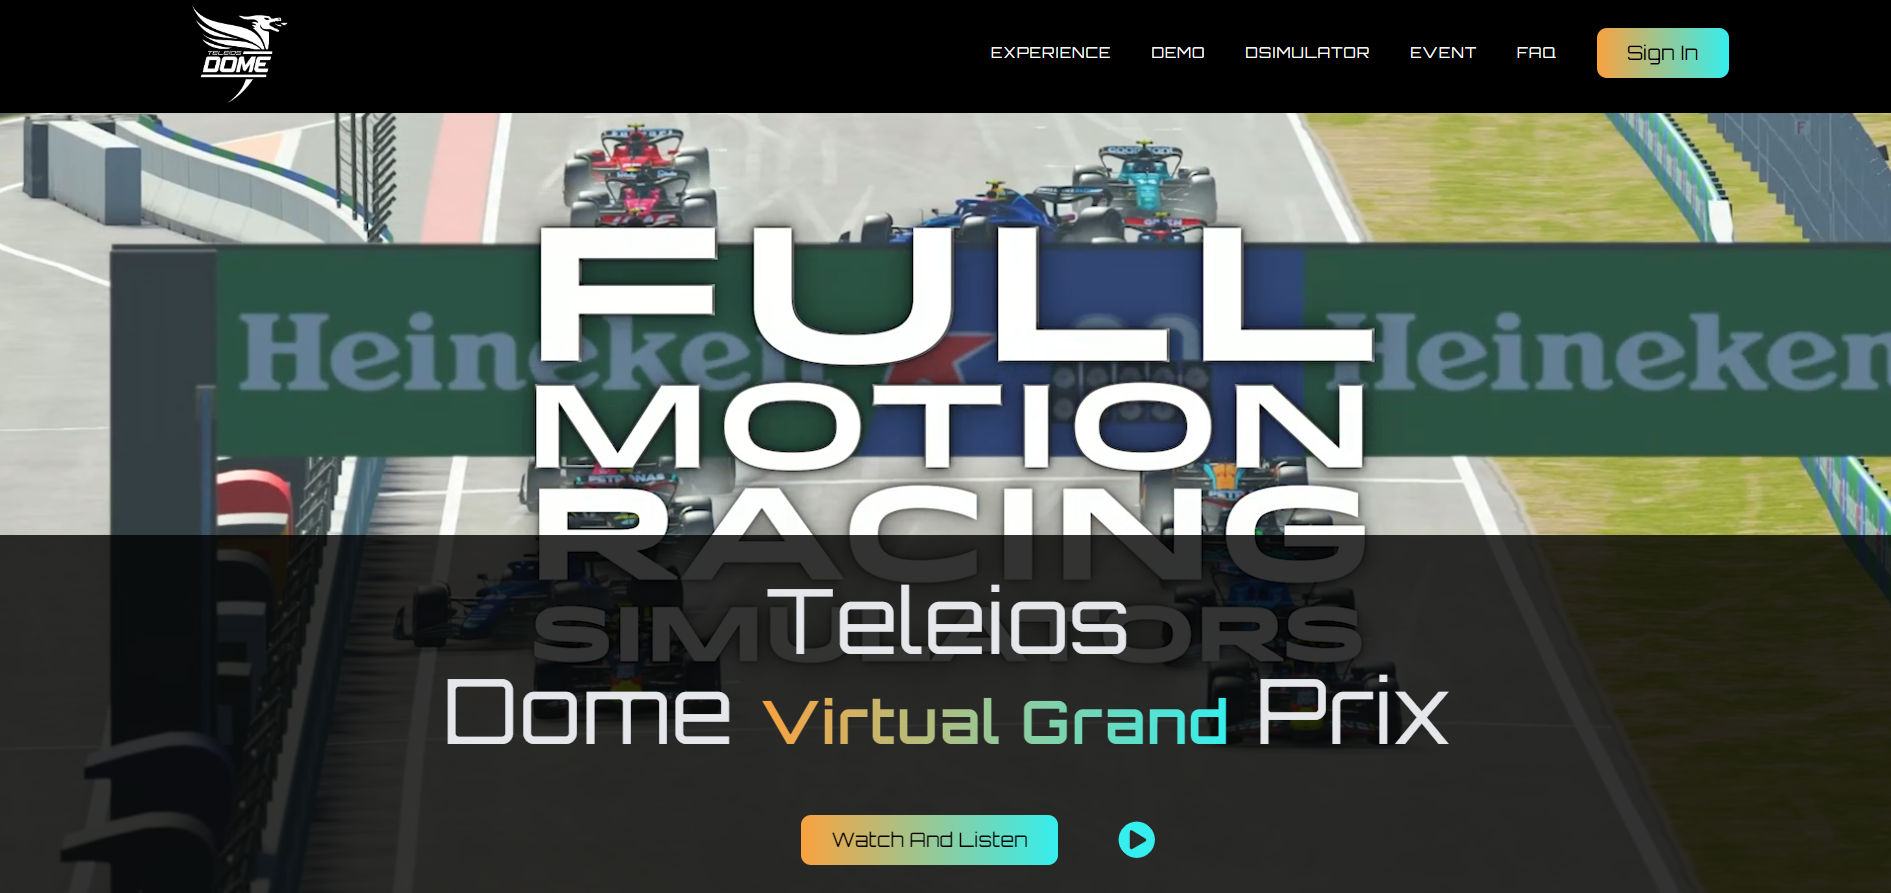 TELEIOS
DOME
EXPERIENCE
DEMO
DSIMULATOR
EVENT
FAQ
Sign In
FULL
MOTION
RACING
SIMULATORS
Heineken
Heineken
PETRONAS
Teleios
Dome Virtual Grand Prix
Watch And Listen